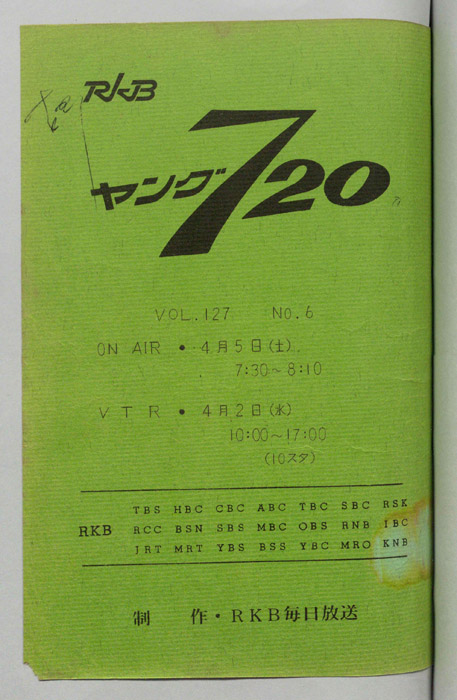 RKB
ヤング720
VOL.127 NO.6
ON AIR • 4月5日(土)
7:30~8:10
VTR • 4月2日(水)
10:00~17:00
(10スタ)
TBS HBC CBC ABC TBC SBC RSK
RKB RCC BSN SBS MBC OBS RNB IBC
JRT MRT YBS BSS YBC MRO KNB
制 作・RKB毎日放送